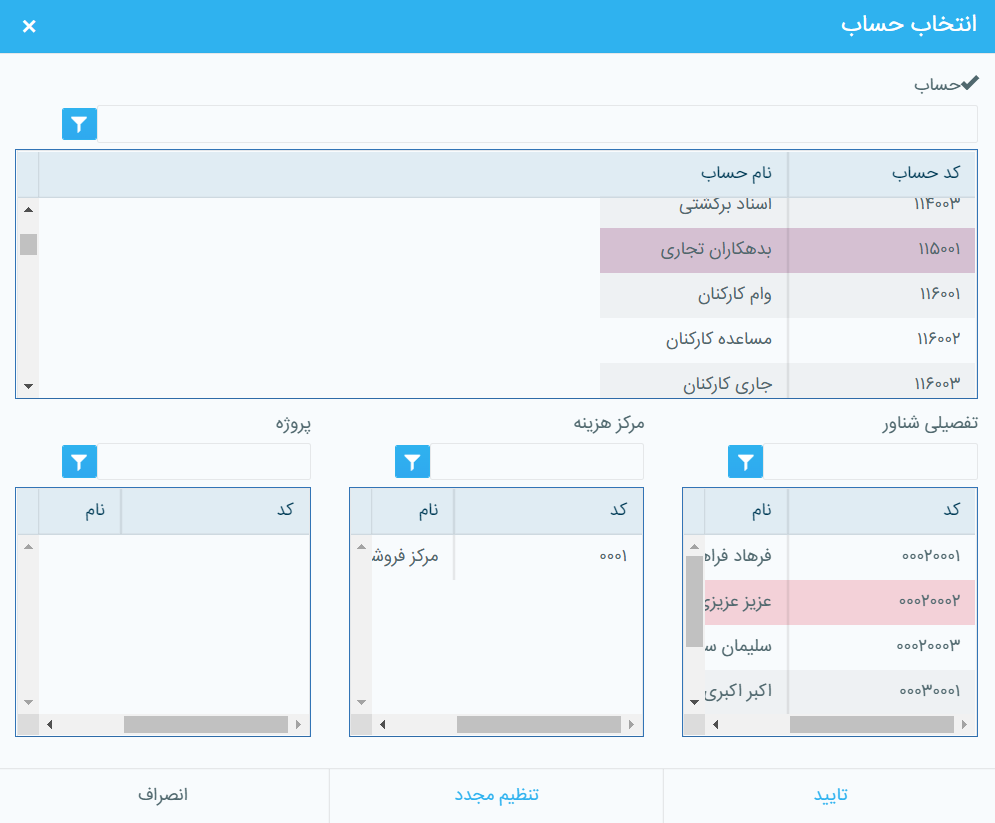 انتخاب حساب
حساب
کد حساب نام حساب
۱۱۴۰۰۳ اسناد برگشتی
۱۱۵۰۰۱ بدهکاران تجاری
۱۱۶۰۰۱ وام کارکنان
۱۱۶۰۰۲ مساعده کارکنان
۱۱۶۰۰۳ جاری کارکنان
تفصیلی شناور
کد نام
۰۰۰۲۰۰۰۱ فرهاد
۰۰۰۲۰۰۰۲ عزیز عزیزی
۰۰۰۲۰۰۰۳ سلیمان
۰۰۰۳۰۰۰۱ اکبر اکبری
مرکز هزینه
کد نام
۰۰۰۱ مرکز فروش
پروژه
کد نام
تایید تنظیم مجدد انصراف